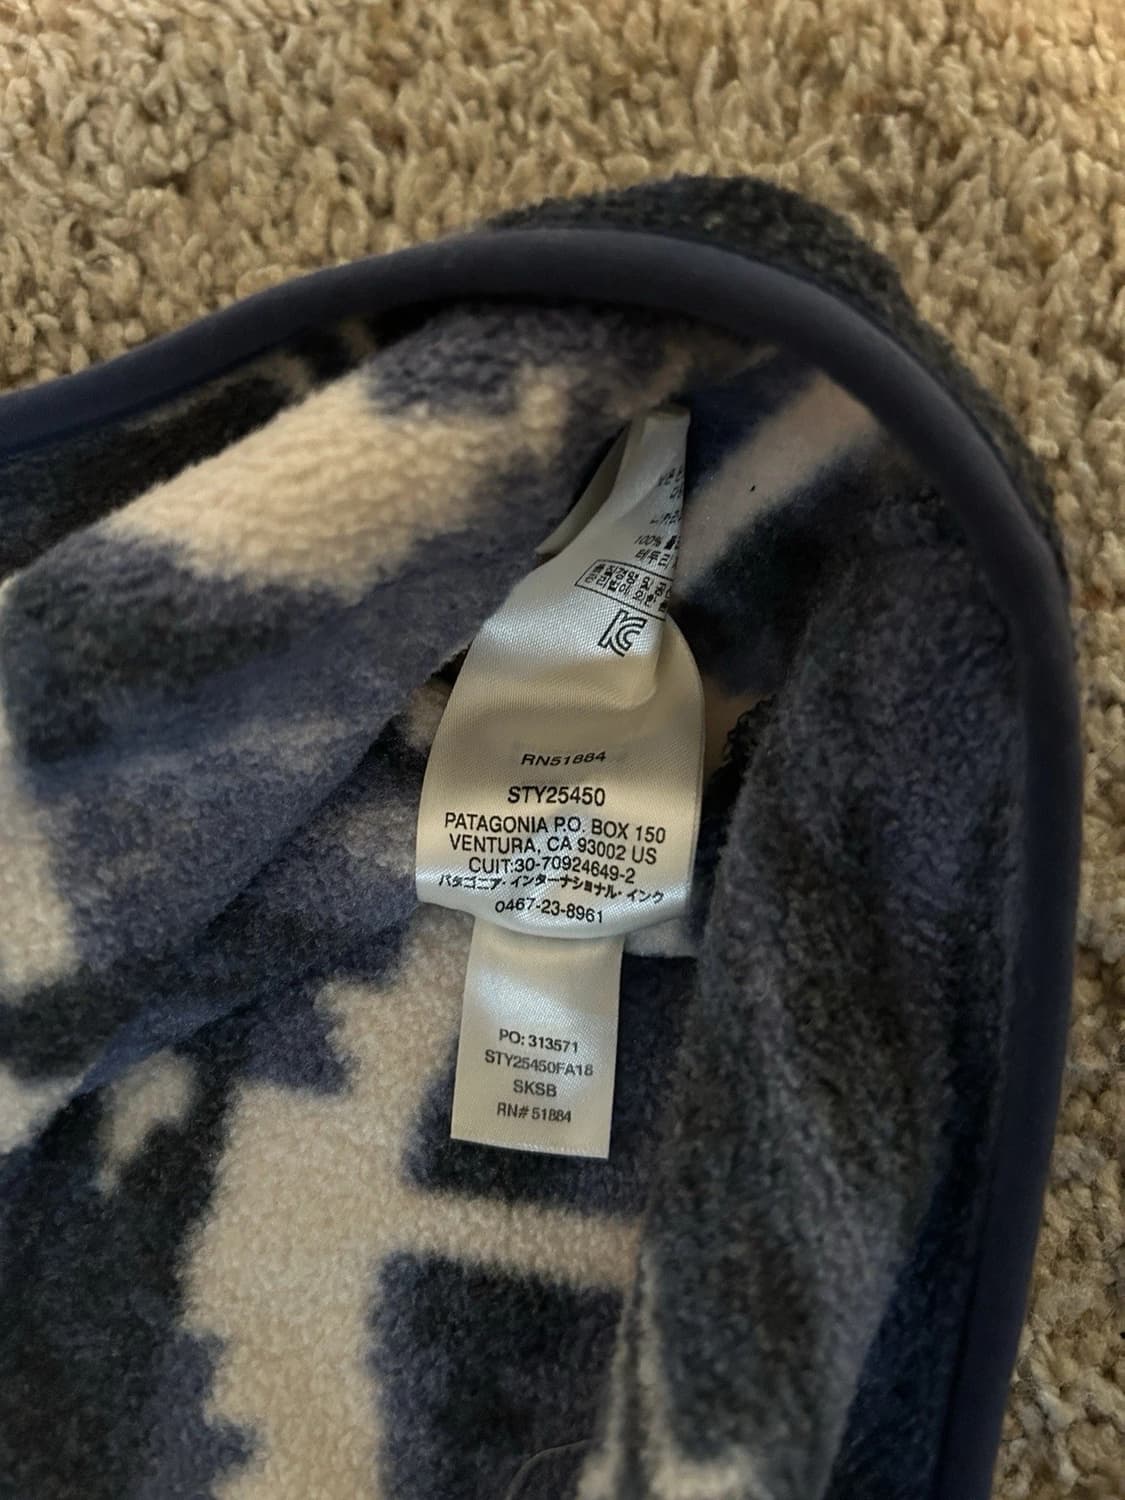 100%
RN51884
STY25450
PATAGONIA P.O. BOX 150
VENTURA, CA 93002 US
CUIT:30-70924649-2
パタゴニア・インターナショナル・インク
0467-23-8961
PO: 313571
STY25450FA18
SKSB
RN# 51884